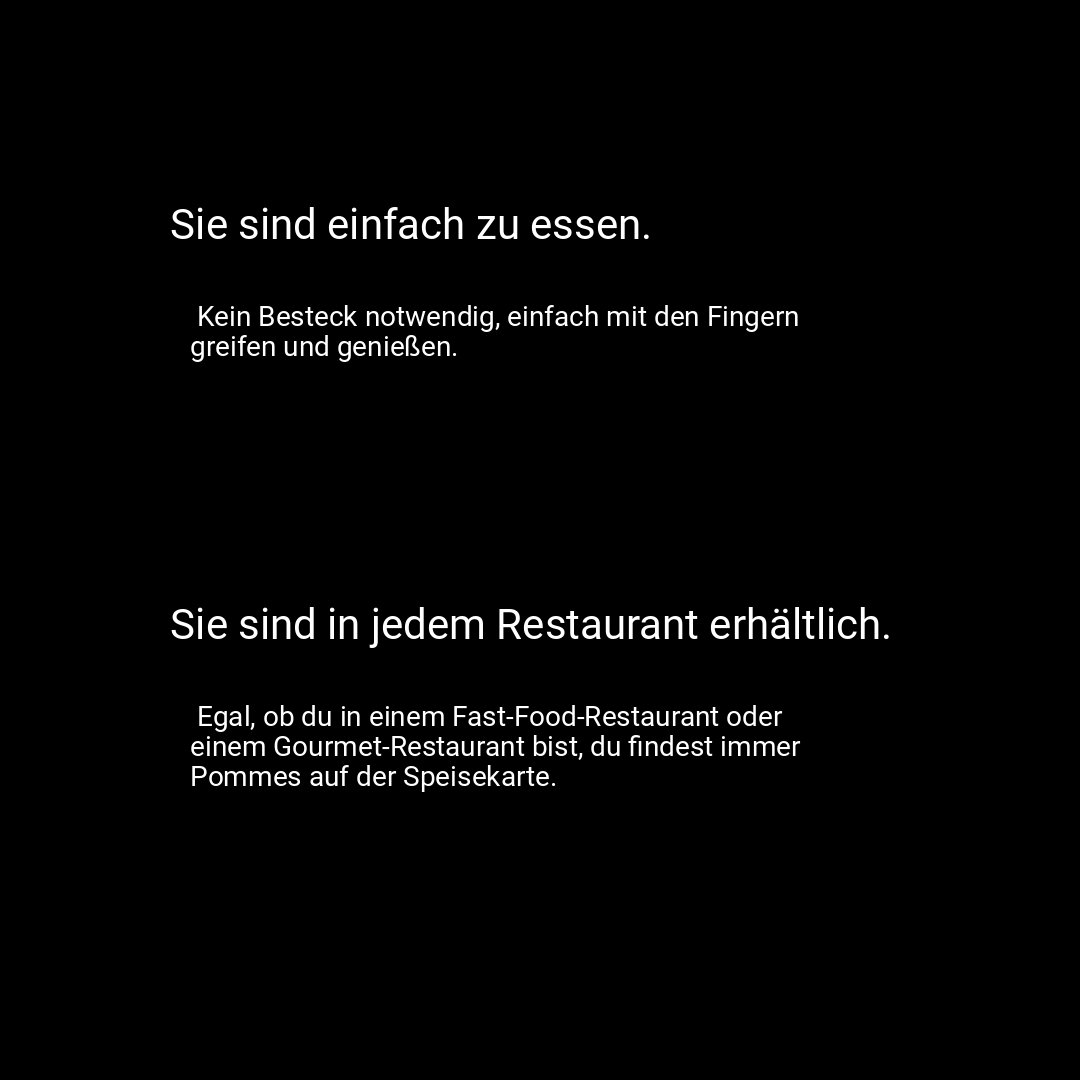 Sie sind einfach zu essen.
Kein Besteck notwendig, einfach mit den Fingern
greifen und genießen.
Sie sind in jedem Restaurant erhältlich.
Egal, ob du in einem Fast-Food-Restaurant oder
einem Gourmet-Restaurant bist, du findest immer
Pommes auf der Speisekarte.